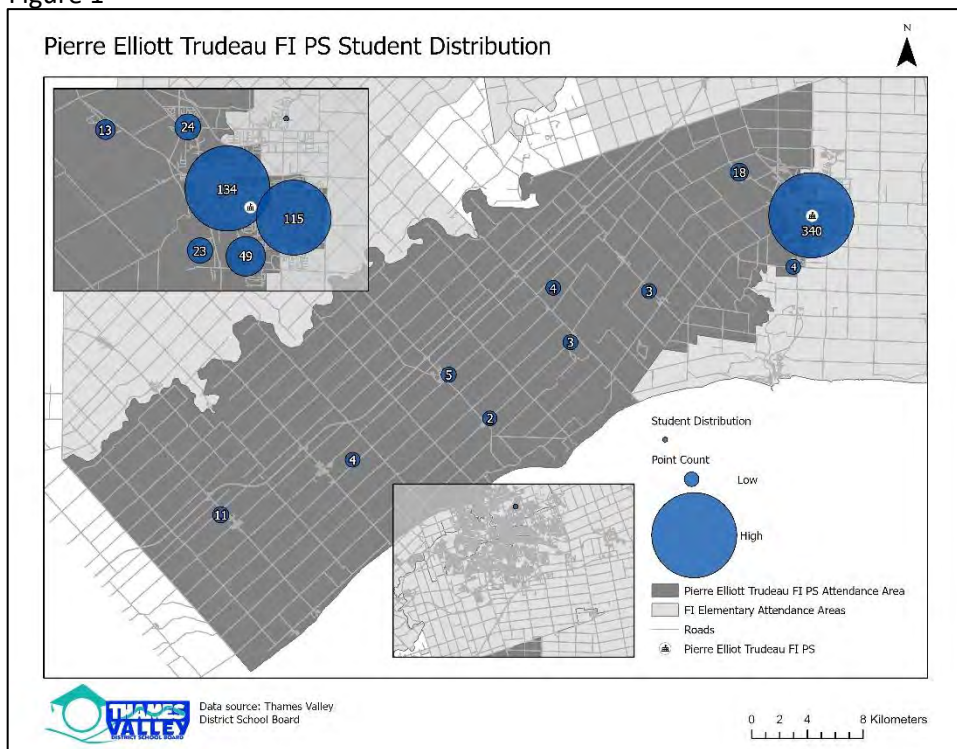 Figure 1
Pierre Elliott Trudeau FI PS Student Distribution
N
13
24
134
115
23
49
18
340
4
4
3
3
5
2
4
11
Student Distribution
Point Count
Low
High
Pierre Elliott Trudeau FI PS Attendance Area
FI Elementary Attendance Areas
Roads
Pierre Elliot Trudeau FI PS
THAMES
VALLEY
DISTRICT SCHOOL BOARD
Data source: Thames Valley
District School Board
0 2 4 8 Kilometers